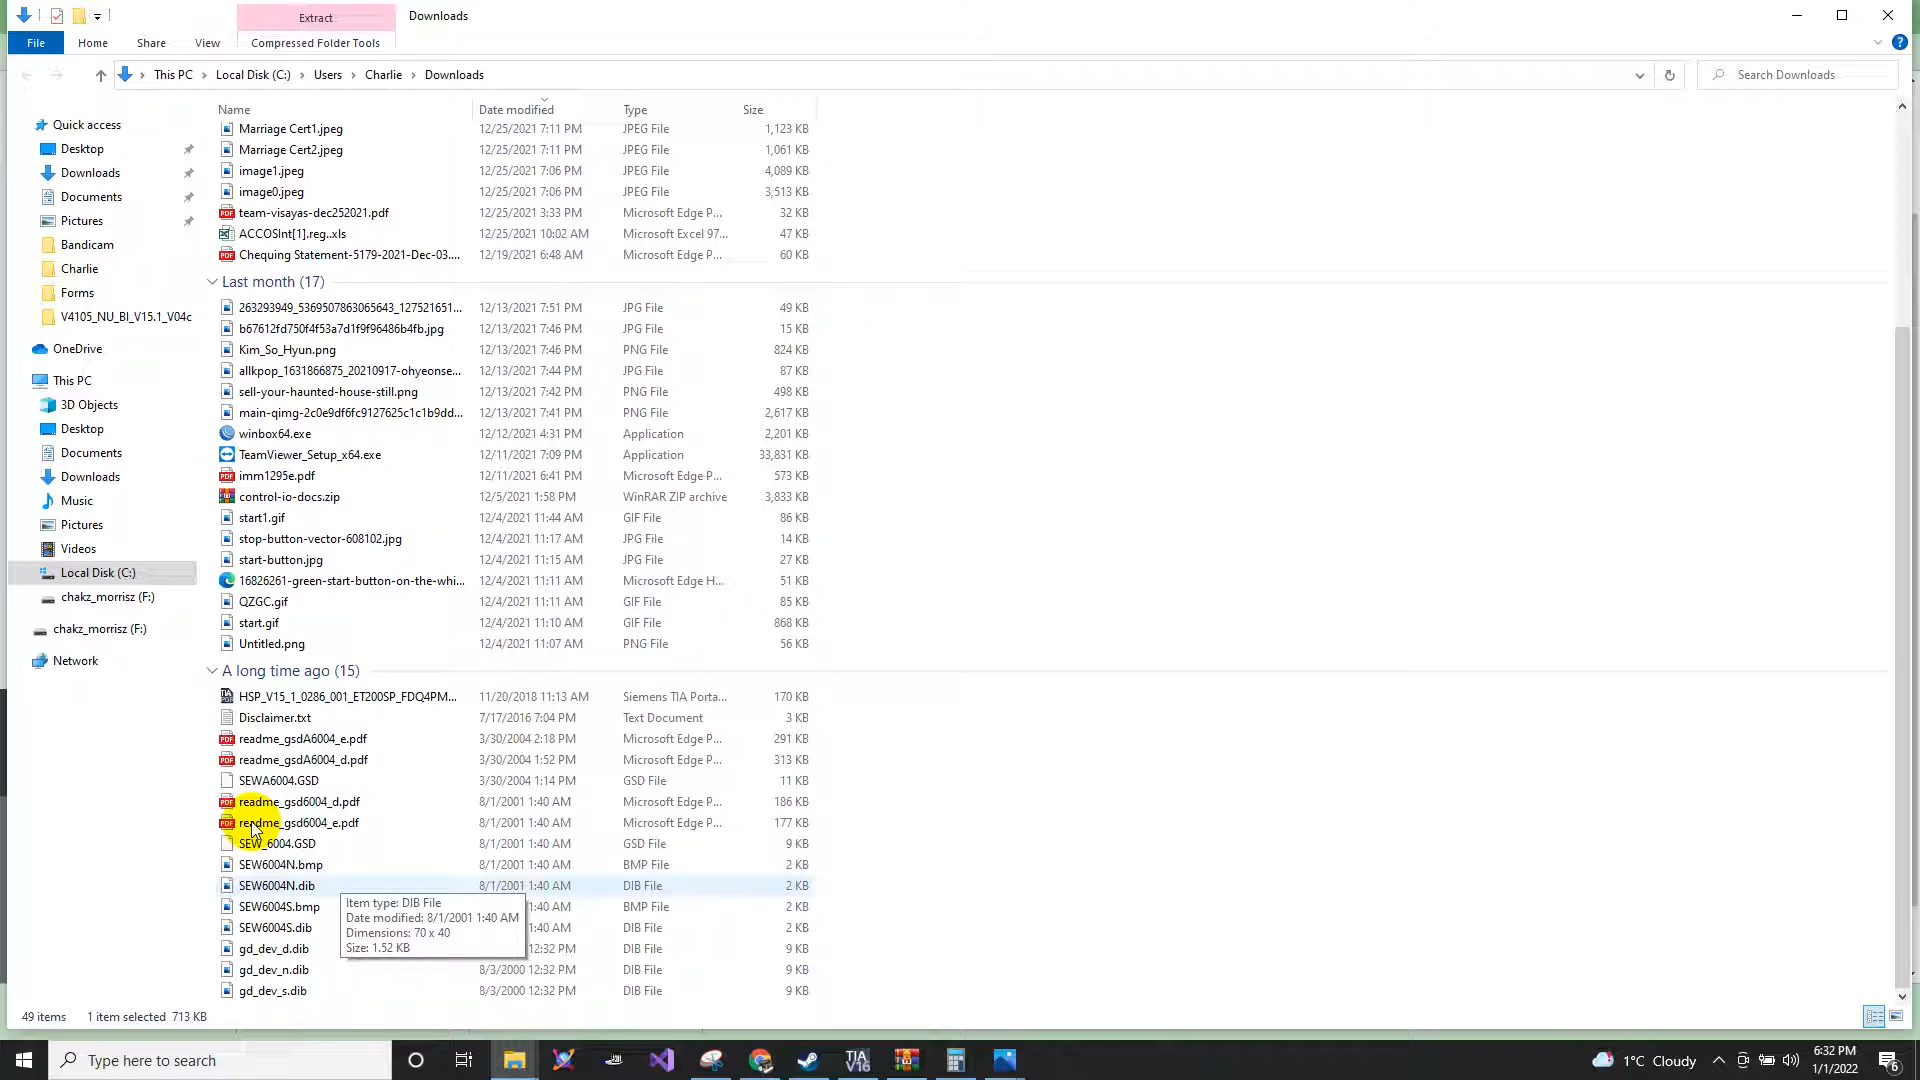 Extract
Downloads
File
Home
Share
View
Compressed Folder Tools
This PC
Local Disk (C:)
Users
Charlie
Downloads
Search Downloads
Name
Date modified
Type
Size
Marriage Cert1.jpeg 12/25/2021 7:11 PM JPEG File 1,123 KB
Marriage Cert2.jpeg 12/25/2021 7:11 PM JPEG File 1,061 KB
image1.jpeg 12/25/2021 7:06 PM JPEG File 4,089 KB
image0.jpeg 12/25/2021 7:06 PM JPEG File 3,513 KB
team-visayas-dec252021.pdf 12/25/2021 3:33 PM Microsoft Edge P... 32 KB
ACCOSInt[1].reg..xls 12/25/2021 10:02 AM Microsoft Excel 97... 47 KB
Chequing Statement-5179-2021-Dec-03.... 12/19/2021 6:48 AM Microsoft Edge P... 60 KB
Last month (17)
263293949_5369507863065643_127521651... 12/13/2021 7:51 PM JPG File 49 KB
b67612fd750f4f53a7d1f9f96486b4fb.jpg 12/13/2021 7:46 PM JPG File 15 KB
Kim_So_Hyun.png 12/13/2021 7:46 PM PNG File 824 KB
allkpop_1631866875_20210917-ohyeonse... 12/13/2021 7:44 PM JPG File 87 KB
sell-your-haunted-house-still.png 12/13/2021 7:42 PM PNG File 498 KB
main-qimg-2c0e9df6fc9127625c1c1b9dd... 12/13/2021 7:41 PM PNG File 2,617 KB
winbox64.exe 12/12/2021 4:31 PM Application 2,201 KB
TeamViewer_Setup_x64.exe 12/11/2021 7:09 PM Application 33,831 KB
imm1295e.pdf 12/11/2021 6:41 PM Microsoft Edge P... 573 KB
control-io-docs.zip 12/5/2021 1:58 PM WinRAR ZIP archive 3,833 KB
start1.gif 12/4/2021 11:44 AM GIF File 86 KB
stop-button-vector-608102.jpg 12/4/2021 11:17 AM JPG File 14 KB
start-button.jpg 12/4/2021 11:15 AM JPG File 27 KB
16826261-green-start-button-on-the-whi... 12/4/2021 11:11 AM Microsoft Edge H... 51 KB
QZGC.gif 12/4/2021 11:11 AM GIF File 85 KB
start.gif 12/4/2021 11:10 AM GIF File 868 KB
Untitled.png 12/4/2021 11:07 AM PNG File 56 KB
A long time ago (15)
HSP_V15_1_0286_001_ET200SP_FDQ4PM... 11/20/2018 11:13 AM Siemens TIA Porta... 170 KB
Disclaimer.txt 7/17/2016 7:04 PM Text Document 3 KB
readme_gsdA6004_e.pdf 3/30/2004 2:18 PM Microsoft Edge P... 291 KB
readme_gsdA6004_d.pdf 3/30/2004 1:52 PM Microsoft Edge P... 313 KB
SEWA6004.GSD 3/30/2004 1:14 PM GSD File 11 KB
readme_gsd6004_d.pdf 8/1/2001 1:40 AM Microsoft Edge P... 186 KB
readme_gsd6004_e.pdf 8/1/2001 1:40 AM Microsoft Edge P... 177 KB
SEW_6004.GSD 8/1/2001 1:40 AM GSD File 9 KB
SEW6004N.bmp 8/1/2001 1:40 AM BMP File 2 KB
SEW6004N.dib 8/1/2001 1:40 AM DIB File 2 KB
SEW6004S.bmp 1:40 AM BMP File 2 KB
SEW6004S.dib 1:40 AM DIB File 2 KB
gd_dev_d.dib 12:32 PM DIB File 9 KB
gd_dev_n.dib 8/3/2000 12:32 PM DIB File 9 KB
gd_dev_s.dib 8/3/2000 12:32 PM DIB File 9 KB
Item type: DIB File
Date modified: 8/1/2001 1:40 AM
Dimensions: 70 x 40
Size: 1.52 KB
Quick access
Desktop
Downloads
Documents
Pictures
Bandicam
Charlie
Forms
V4105_NU_BI_V15.1_V04c
OneDrive
This PC
3D Objects
Desktop
Documents
Downloads
Music
Pictures
Videos
Local Disk (C:)
chakz_morrisz (F:)
chakz_morrisz (F:)
Network
49 items
1 item selected 713 KB
Type here to search
TIA
V16
1°C Cloudy
6:32 PM
1/1/2022
6